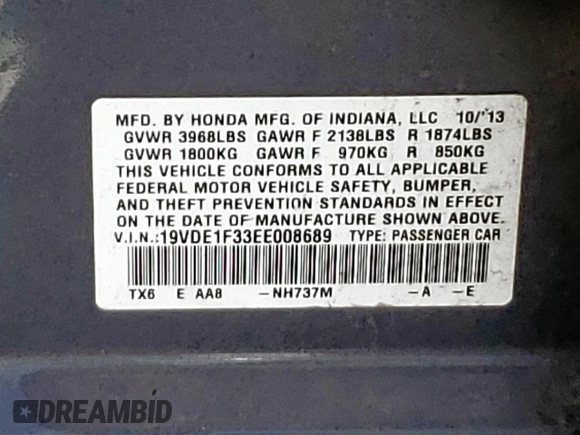 MFD. BY HONDA MFG. OF INDIANA, LLC 10/'13
GVWR 3968LBS GAWR F 2138LBS R 1874LBS
GVWR 1800KG GAWR F 970KG R 850KG
THIS VEHICLE CONFORMS TO ALL APPLICABLE
FEDERAL MOTOR VEHICLE SAFETY, BUMPER,
AND THEFT PREVENTION STANDARDS IN EFFECT
ON THE DATE OF MANUFACTURE SHOWN ABOVE.
V.I.N.:19VDE1F33EE008689 TYPE: PASSENGER CAR
TX6 E AA8 -NH737M -A -E
DREAMBID